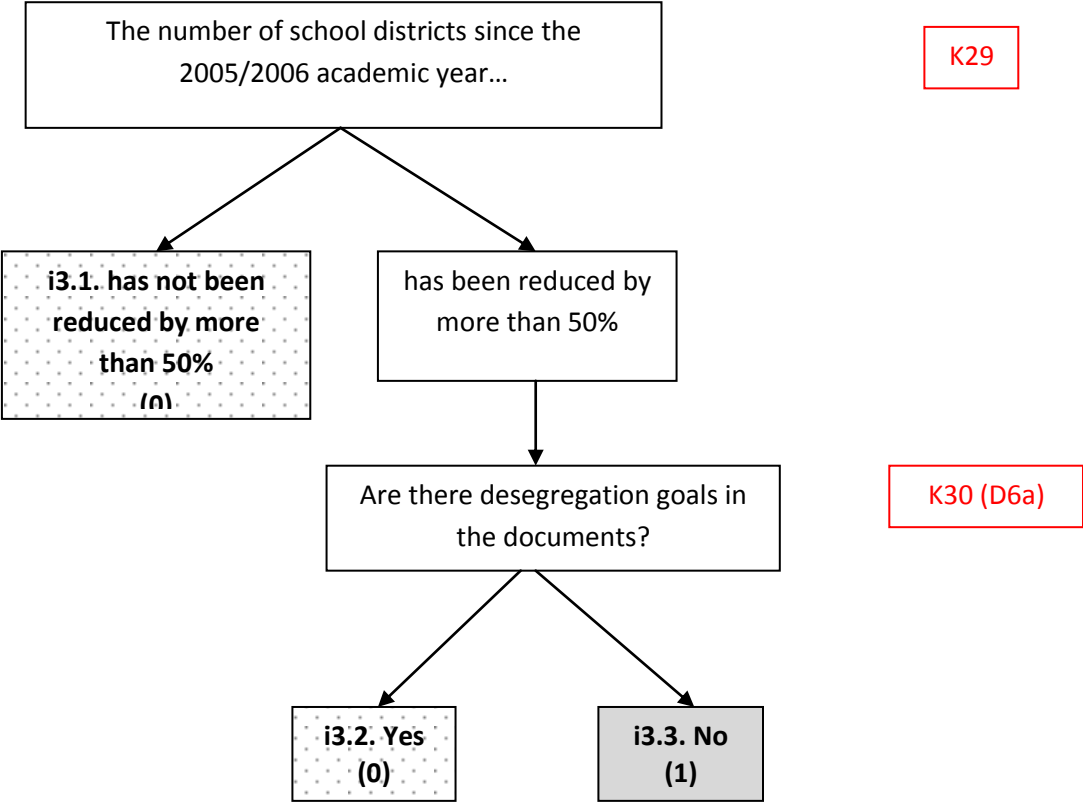 The number of school districts since the
2005/2006 academic year…
K29
i3.1. has not been
reduced by more
than 50%
(0)
has been reduced by
more than 50%
Are there desegregation goals in
the documents?
K30 (D6a)
i3.2. Yes
(0)
i3.3. No
(1)